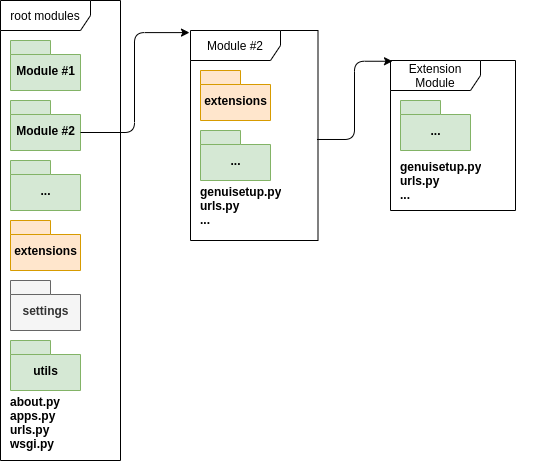 root modules
Module #1
Module #2
...
extensions
settings
utils
about.py
apps.py
urls.py
wsgi.py
Module #2
extensions
...
genuisetup.py
urls.py
...
Extension
Module
...
genuisetup.py
urls.py
...